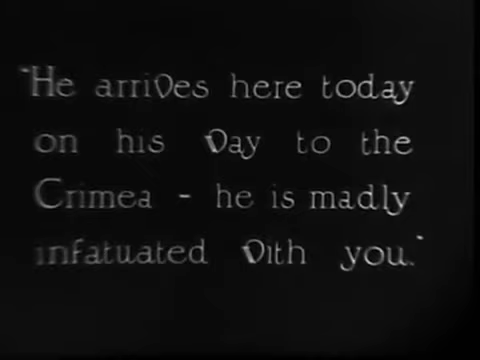 "He arrives here today
on his way to the
Crimea - he is madly
infatuated with you."